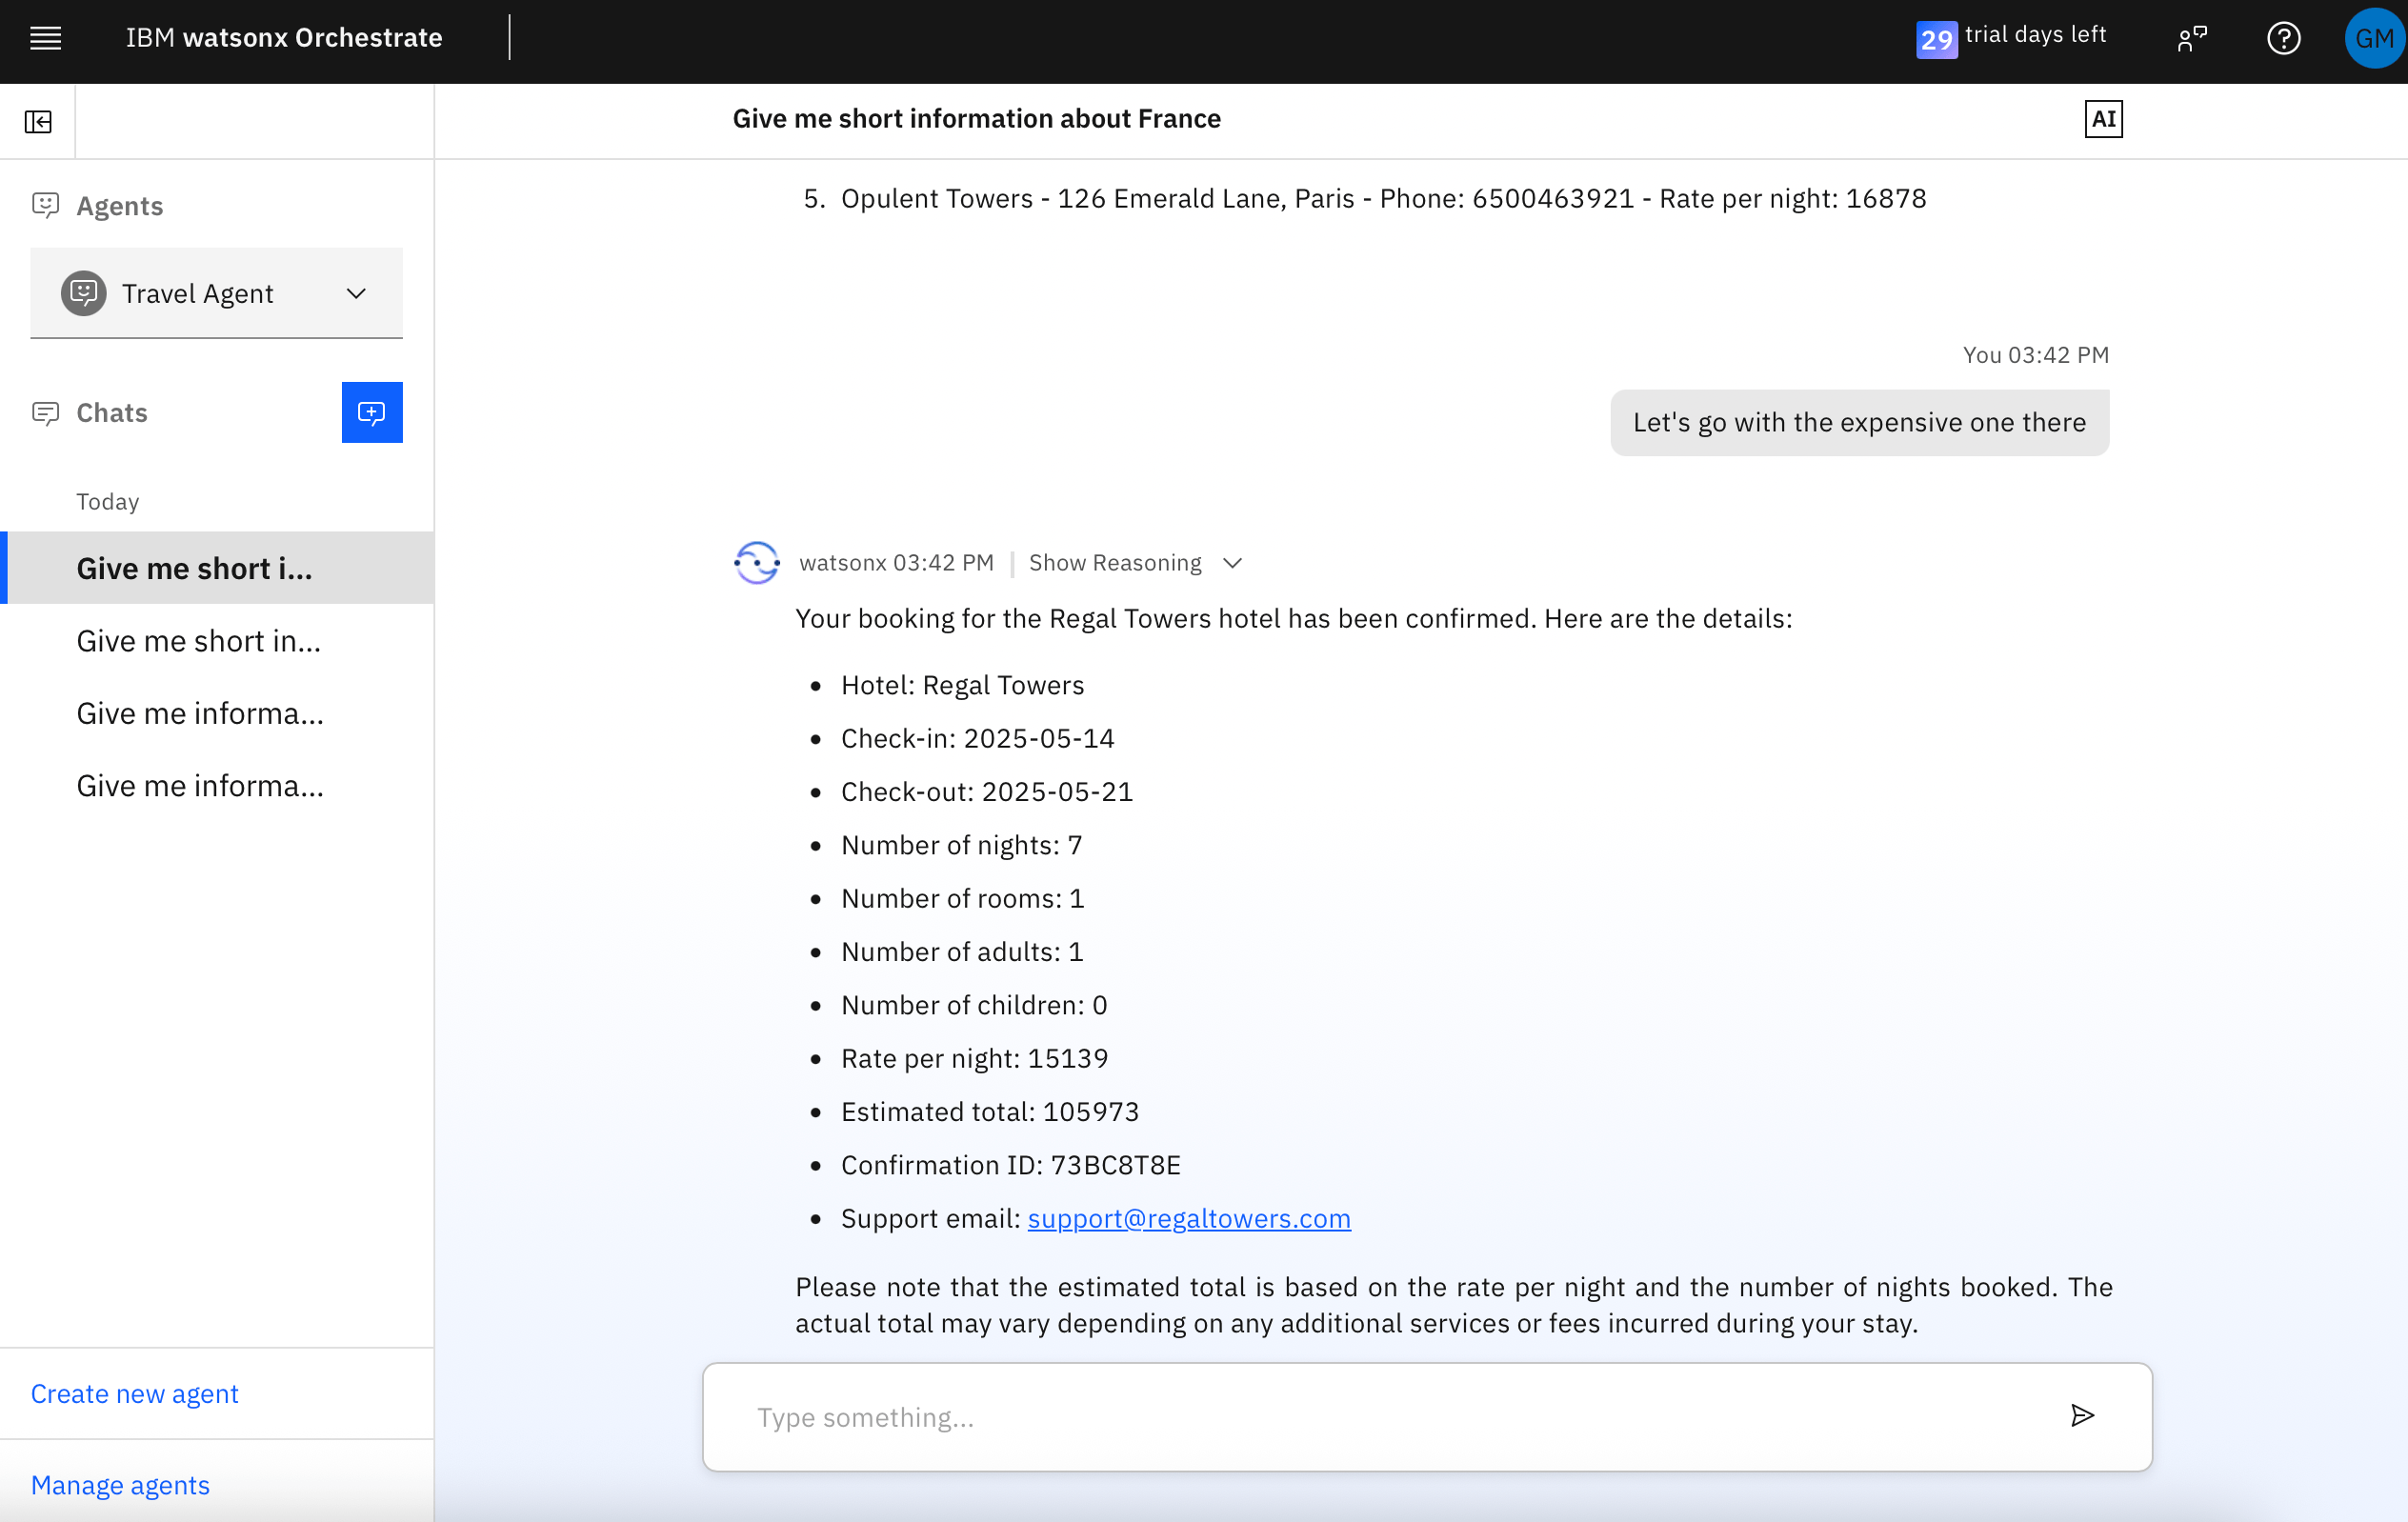 IBM watsonx Orchestrate
29 trial days left
GM
Give me short information about France
AI
Agents
Travel Agent
Chats
Today
Give me short i...
Give me short in...
Give me informa...
Give me informa...
Create new agent
Manage agents
5. Opulent Towers - 126 Emerald Lane, Paris - Phone: 6500463921 - Rate per night: 16878
You 03:42 PM
Let's go with the expensive one there
watsonx 03:42 PM | Show Reasoning
Your booking for the Regal Towers hotel has been confirmed. Here are the details:
• Hotel: Regal Towers
• Check-in: 2025-05-14
• Check-out: 2025-05-21
• Number of nights: 7
• Number of rooms: 1
• Number of adults: 1
• Number of children: 0
• Rate per night: 15139
• Estimated total: 105973
• Confirmation ID: 73BC8T8E
• Support email: support@regaltowers.com
Please note that the estimated total is based on the rate per night and the number of nights booked. The
actual total may vary depending on any additional services or fees incurred during your stay.
Type something...